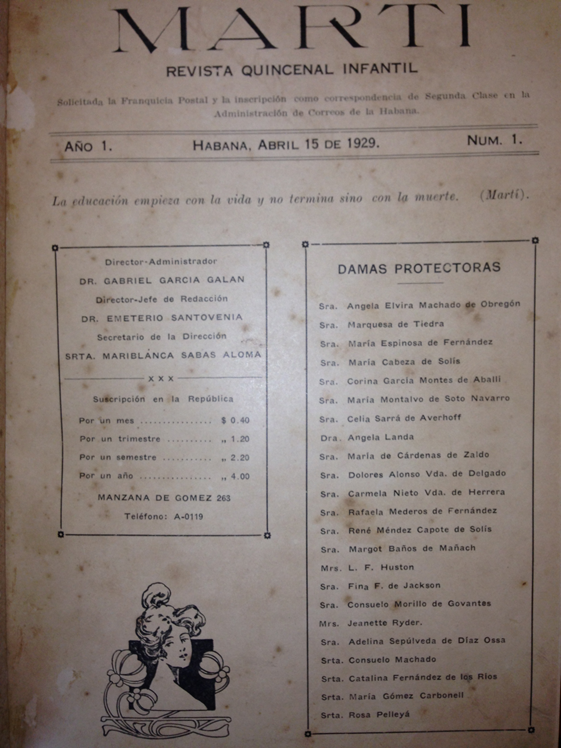 MARTI
REVISTA QUINCENAL INFANTIL
Solicitada la Franquicia Postal y la inscripción como correspondencia de Segunda Clase en la
Administración de Correos de la Habana.
AÑO 1. HABANA, ABRIL 15 DE 1929. NUM. 1.
La educación empieza con la vida y no termina sino con la muerte. (Martí).
Director-Administrador
DR. GABRIEL GARCIA GALAN
Director-Jefe de Redacción
DR. EMETERIO SANTOVENIA
Secretario de la Dirección
SRTA. MARIBLANCA SABAS ALOMA
X X X
Suscripción en la República
Por un mes ................ $ 0.40
Por un trimestre .......... „ 1.20
Por un semestre .......... „ 2.20
Por un año ................ „ 4.00
MANZANA DE GOMEZ 263
Teléfono: A-0119
DAMAS PROTECTORAS
Sra. Angela Elvira Machado de Obregón
Sra. Marquesa de Tiedra
Sra. María Espinosa de Fernández
Sra. María Cabeza de Solís
Sra. Corina García Montes de Aballí
Sra. María Montalvo de Soto Navarro
Sra. Celia Sarrá de Averhoff
Dra. Angela Landa
Sra. María de Cárdenas de Zaldo
Sra. Dolores Alonso Vda. de Delgado
Sra. Carmela Nieto Vda. de Herrera
Sra. Rafaela Mederos de Fernández
Sra. René Méndez Capote de Solís
Sra. Margot Baños de Mañach
Mrs. L. F. Huston
Sra. Fina F. de Jackson
Sra. Consuelo Morillo de Govantes
Mrs. Jeanette Ryder.
Sra. Adelina Sepúlveda de Díaz Ossa
Srta. Consuelo Machado
Srta. Catalina Fernández de los Ríos
Srta. María Gómez Carbonell
Srta. Rosa Pelleyá